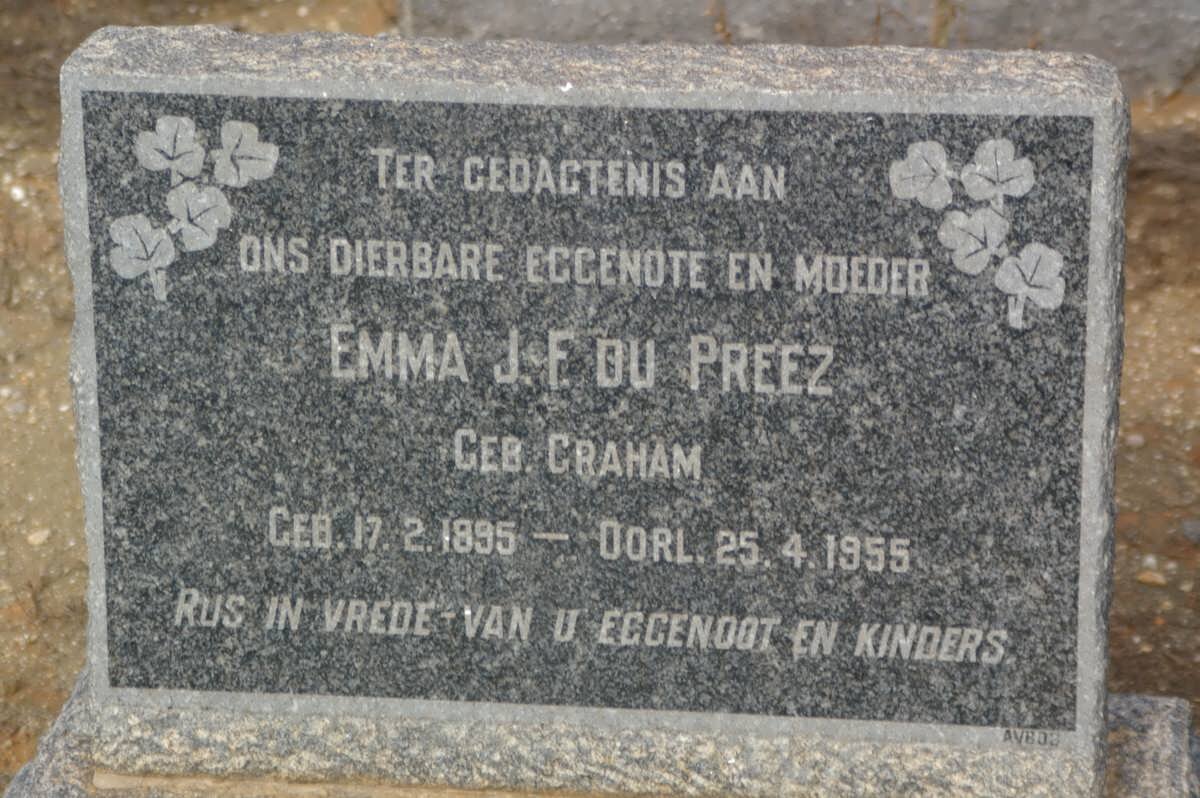 TER GEDAGTENIS AAN
ONS DIERBARE EGGENOTE EN MOEDER
EMMA J. F. DU PREEZ
GEB. GRAHAM
GEB. 17. 2. 1895 — OORL. 25. 4. 1955
RUS IN VREDE - VAN U EGGENOOT EN KINDERS.
AVBOB